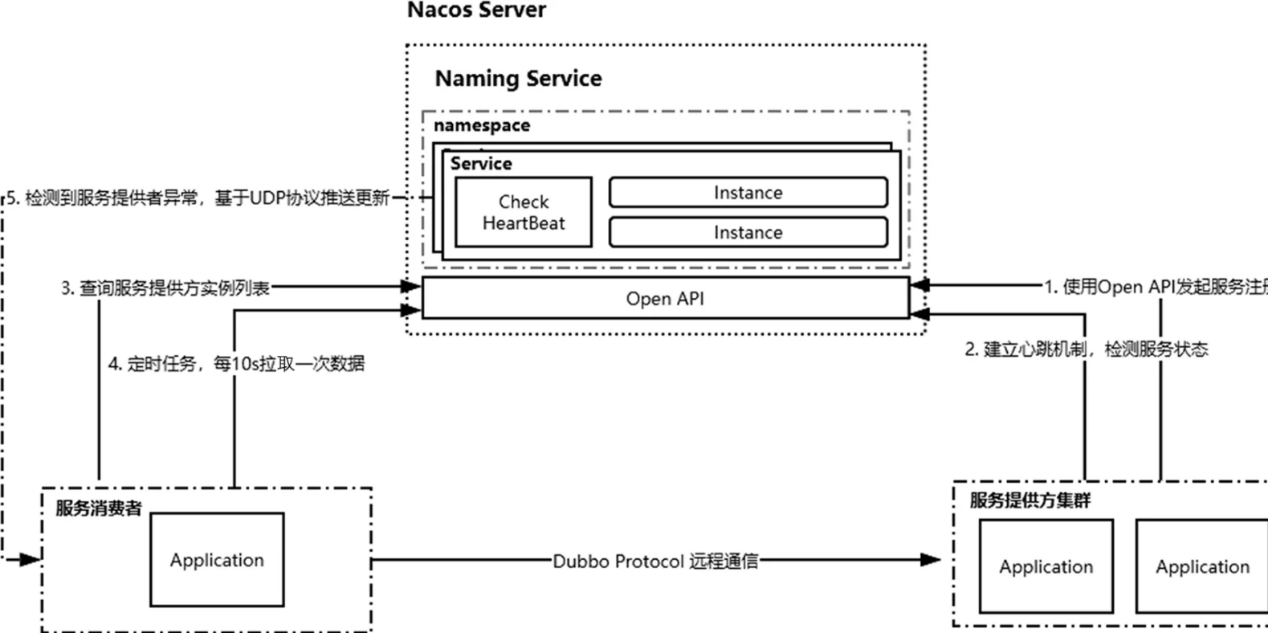 Nacos Server
Naming Service
namespace
Service
Check
HeartBeat
Instance
Instance
5. 检测到服务提供者异常，基于UDP协议推送更新
3. 查询服务提供方实例列表
Open API
1. 使用Open API发起服务注册
4. 定时任务，每10s拉取一次数据
2. 建立心跳机制，检测服务状态
服务消费者
Application
Dubbo Protocol 远程通信
服务提供方集群
Application
Application